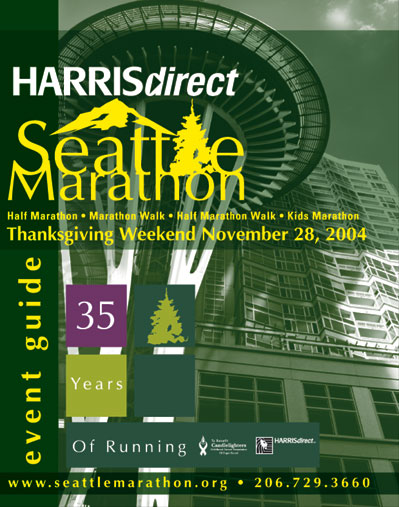 HARRISdirect
Seattle
Marathon
Half Marathon • Marathon Walk • Half Marathon Walk • Kids Marathon
Thanksgiving Weekend November 28, 2004
event guide
35
Years
Of Running
Candlelighters
HARRISdirect
www.seattlemarathon.org • 206.729.3660